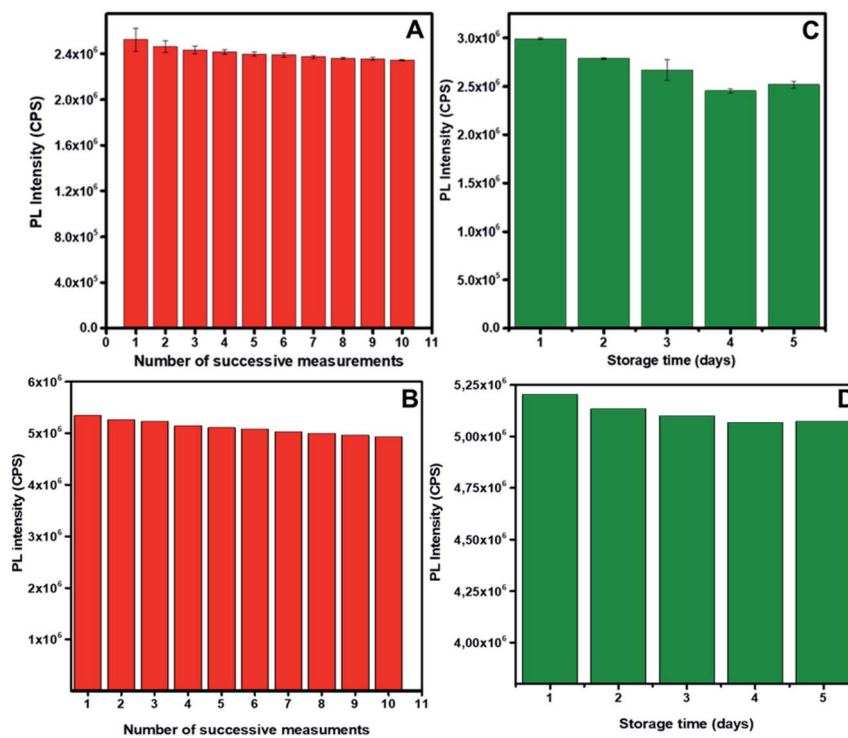 A
PL Intensity (CPS)
2.4x10⁶
2.0x10⁶
1.6x10⁶
1.2x10⁶
8.0x10⁵
4.0x10⁵
0.0
0 1 2 3 4 5 6 7 8 9 10 11
Number of successive measurements
C
PL Intensity (CPS)
3.0x10⁶
2.5x10⁶
2.0x10⁶
1.5x10⁶
1.0x10⁶
5.0x10⁵
0.0
1 2 3 4 5
Storage time (days)
B
PL intensity (CPS)
6x10⁶
5x10⁶
4x10⁶
3x10⁶
2x10⁶
1x10⁶
1 2 3 4 5 6 7 8 9 10 11
Number of successive measuments
D
PL Intensity (CPS)
5,25x10⁶
5,00x10⁶
4,75x10⁶
4,50x10⁶
4,25x10⁶
4,00x10⁶
1 2 3 4 5
Storage time (days)